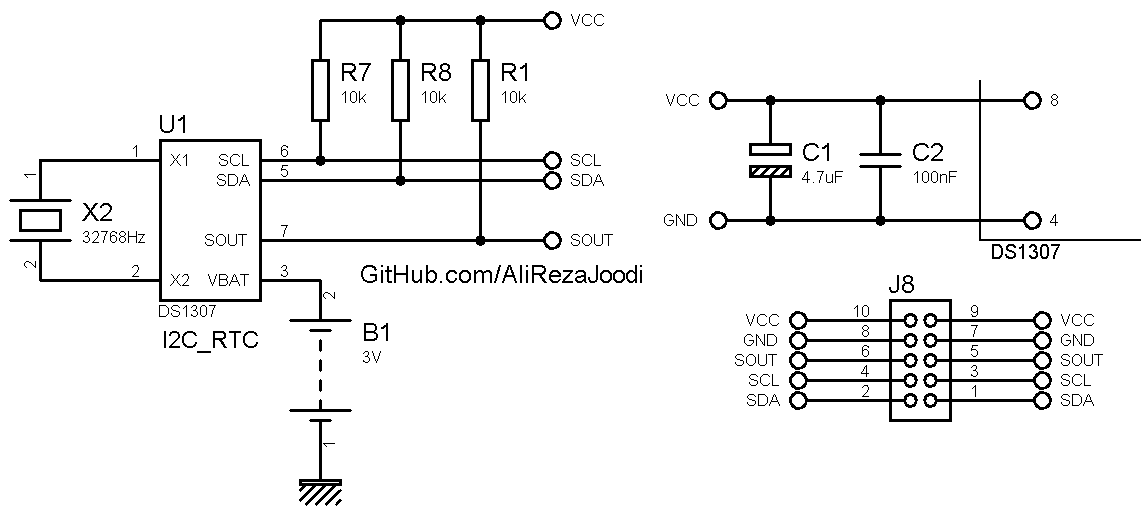 VCC
R7
10k
R8
10k
R1
10k
U1
1
X1
SCL
6
SCL
SDA
5
SDA
1
X2
32768Hz
2
SOUT
7
SOUT
2
X2
VBAT
3
GitHub.com/AliRezaJoodi
DS1307
I2C_RTC
2
B1
3V
1
VCC
8
C1
4.7uF
C2
100nF
GND
4
DS1307
J8
VCC 10 9 VCC
GND 8 7 GND
SOUT 6 5 SOUT
SCL 4 3 SCL
SDA 2 1 SDA